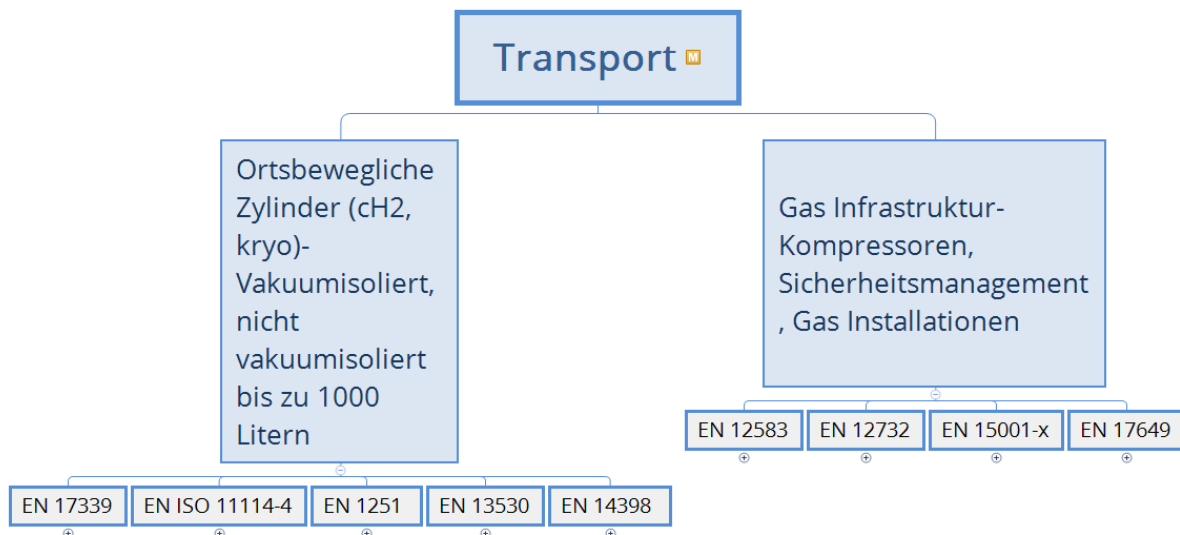 Transport M
Ortsbewegliche
Zylinder (cH2,
kryo)-
Vakuumisoliert,
nicht
vakuumisoliert
bis zu 1000
Litern
Gas Infrastruktur-
Kompressoren,
Sicherheitsmanagement
, Gas Installationen
EN 12583 EN 12732 EN 15001-x EN 17649
EN 17339 EN ISO 11114-4 EN 1251 EN 13530 EN 14398